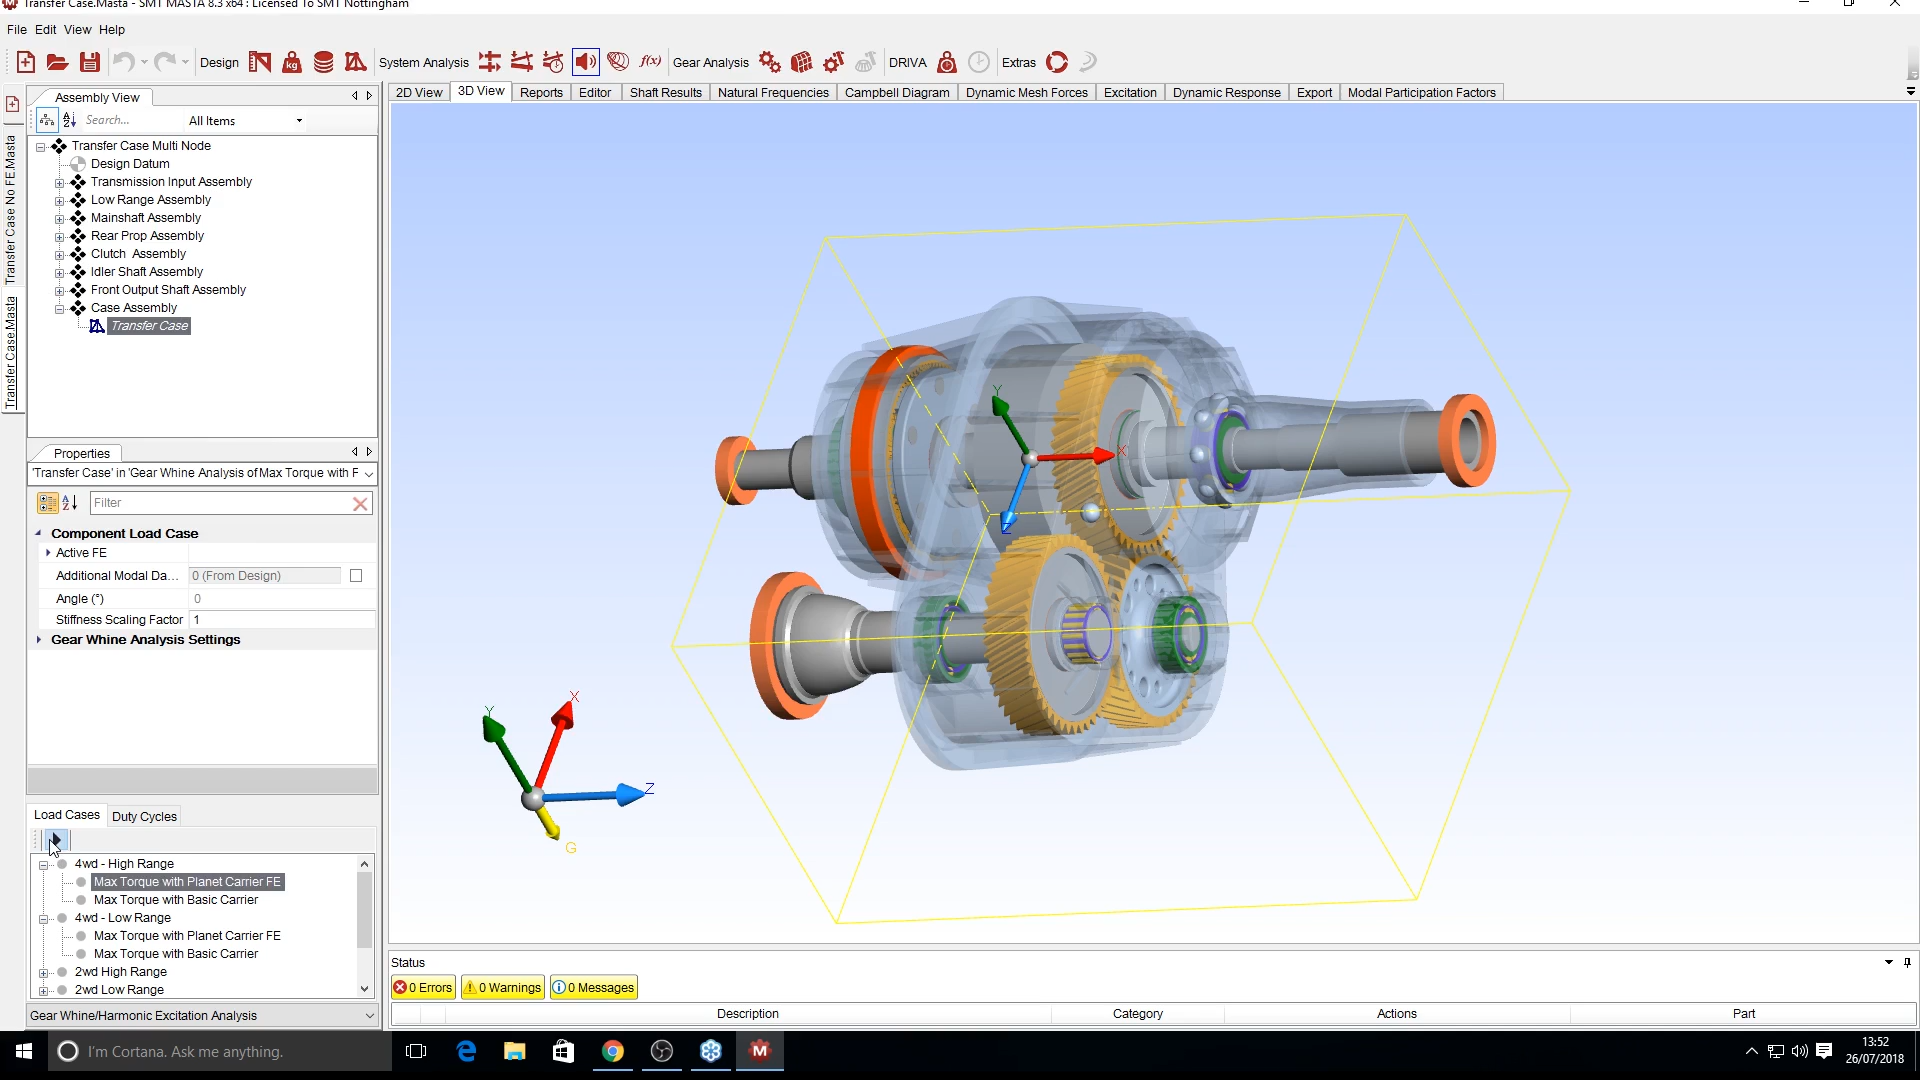 Transfer Case.Masta - SMT MASTA 8.3 x64 : Licensed To SMT Nottingham
File Edit View Help
Design kg System Analysis f(x) Gear Analysis DRIVA Extras
Assembly View
2D View 3D View Reports Editor Shaft Results Natural Frequencies Campbell Diagram Dynamic Mesh Forces Excitation Dynamic Response Export Modal Participation Factors
Search... All Items
Transfer Case No FE.Masta
Transfer Case.Masta
Transfer Case Multi Node
Design Datum
Transmission Input Assembly
Low Range Assembly
Mainshaft Assembly
Rear Prop Assembly
Clutch Assembly
Idler Shaft Assembly
Front Output Shaft Assembly
Case Assembly
Transfer Case
Properties
'Transfer Case' in 'Gear Whine Analysis of Max Torque with F
Filter
Component Load Case
Active FE
Additional Modal Da... 0 (From Design)
Angle (°) 0
Stiffness Scaling Factor 1
Gear Whine Analysis Settings
Y
X
Z
Y
X
Z
G
Load Cases Duty Cycles
4wd - High Range
Max Torque with Planet Carrier FE
Max Torque with Basic Carrier
4wd - Low Range
Max Torque with Planet Carrier FE
Max Torque with Basic Carrier
2wd High Range
2wd Low Range
Gear Whine/Harmonic Excitation Analysis
Status
0 Errors 0 Warnings 0 Messages
Description Category Actions Part
I'm Cortana. Ask me anything.
13:52
26/07/2018